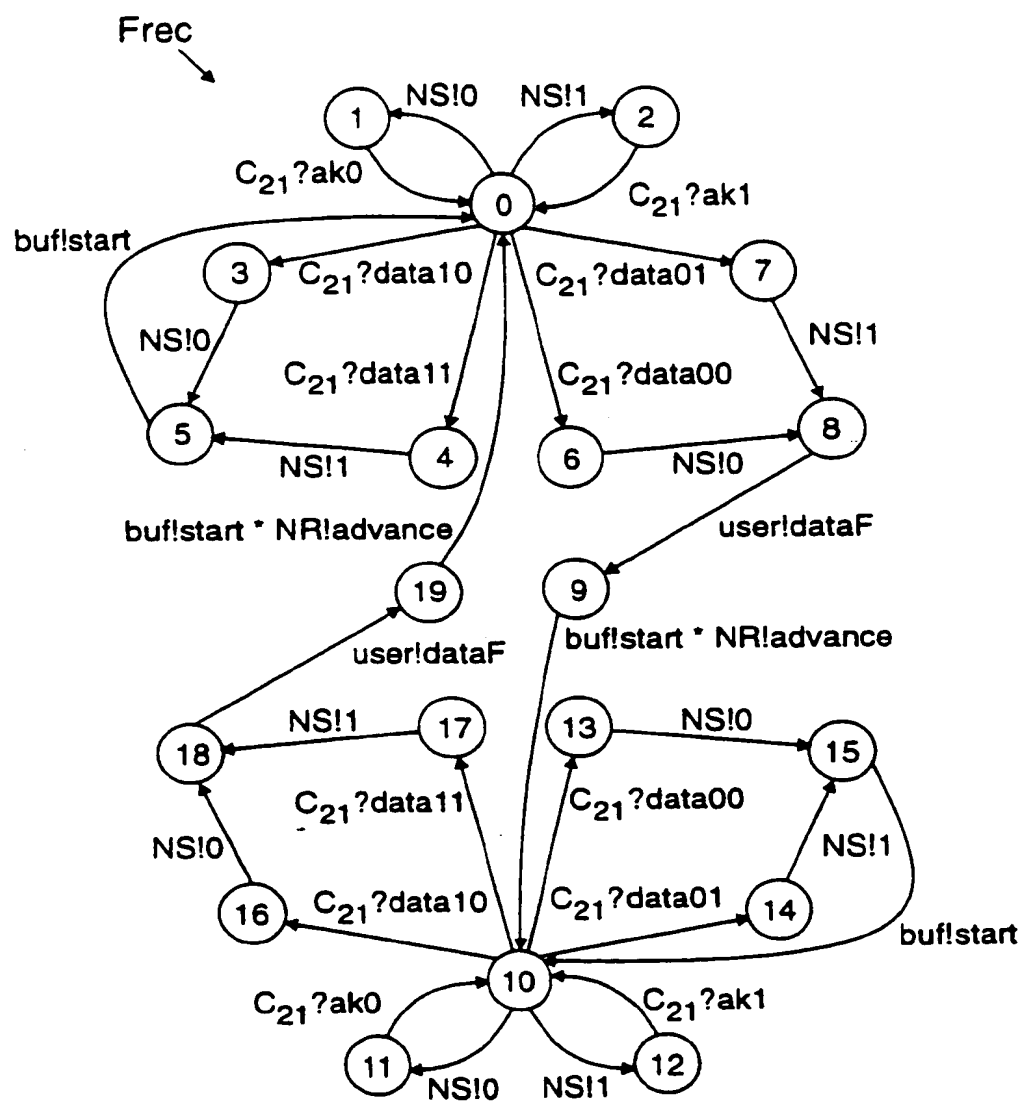 Frec
NS!0
NS!1
1
2
C21?ak0
C21?ak1
0
buf!start
3
C21?data10
C21?data01
7
NS!0
NS!1
C21?data11
C21?data00
5
NS!1
4
6
NS!0
8
buf!start * NR!advance
user!dataF
19
9
user!dataF
buf!start * NR!advance
18
NS!1
17
13
NS!0
15
C21?data11
C21?data00
NS!0
NS!1
16
C21?data10
C21?data01
14
buf!start
10
C21?ak0
C21?ak1
11
12
NS!0
NS!1